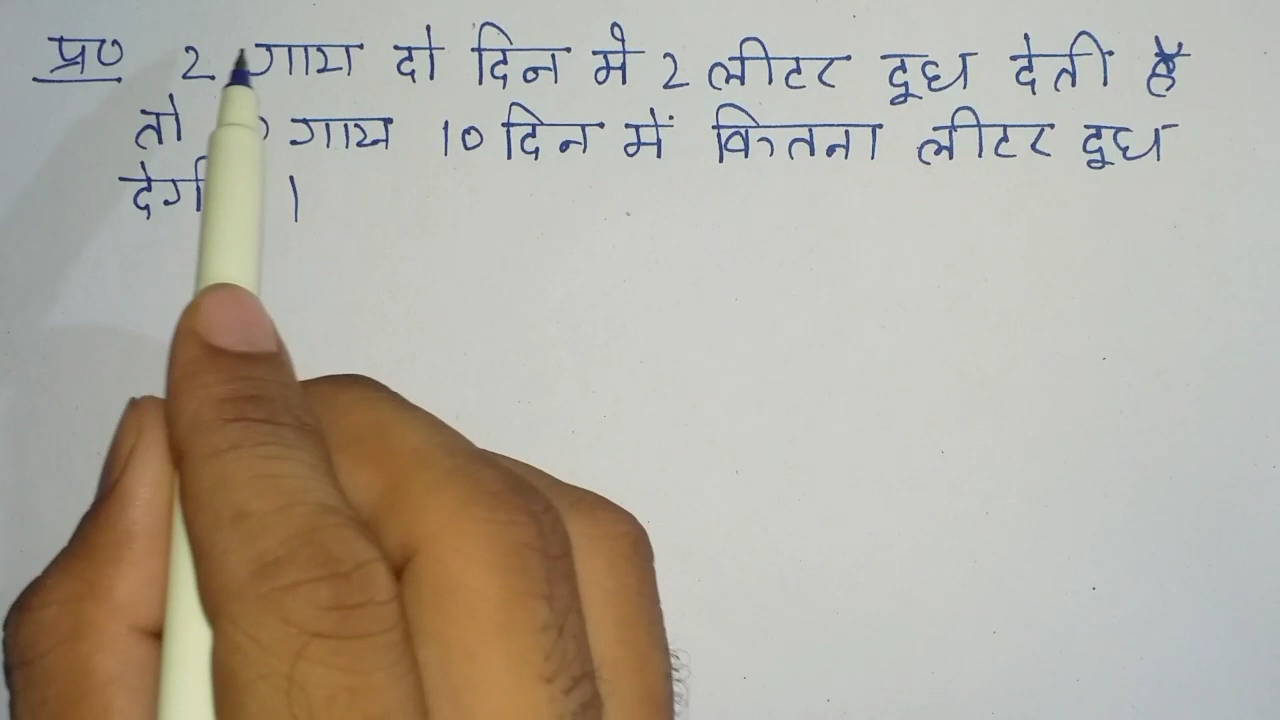 प्र० 2 गाय दो दिन मे 2 लीटर दूध देती है
तो गाय 10 दिन में कितना लीटर दूध
।